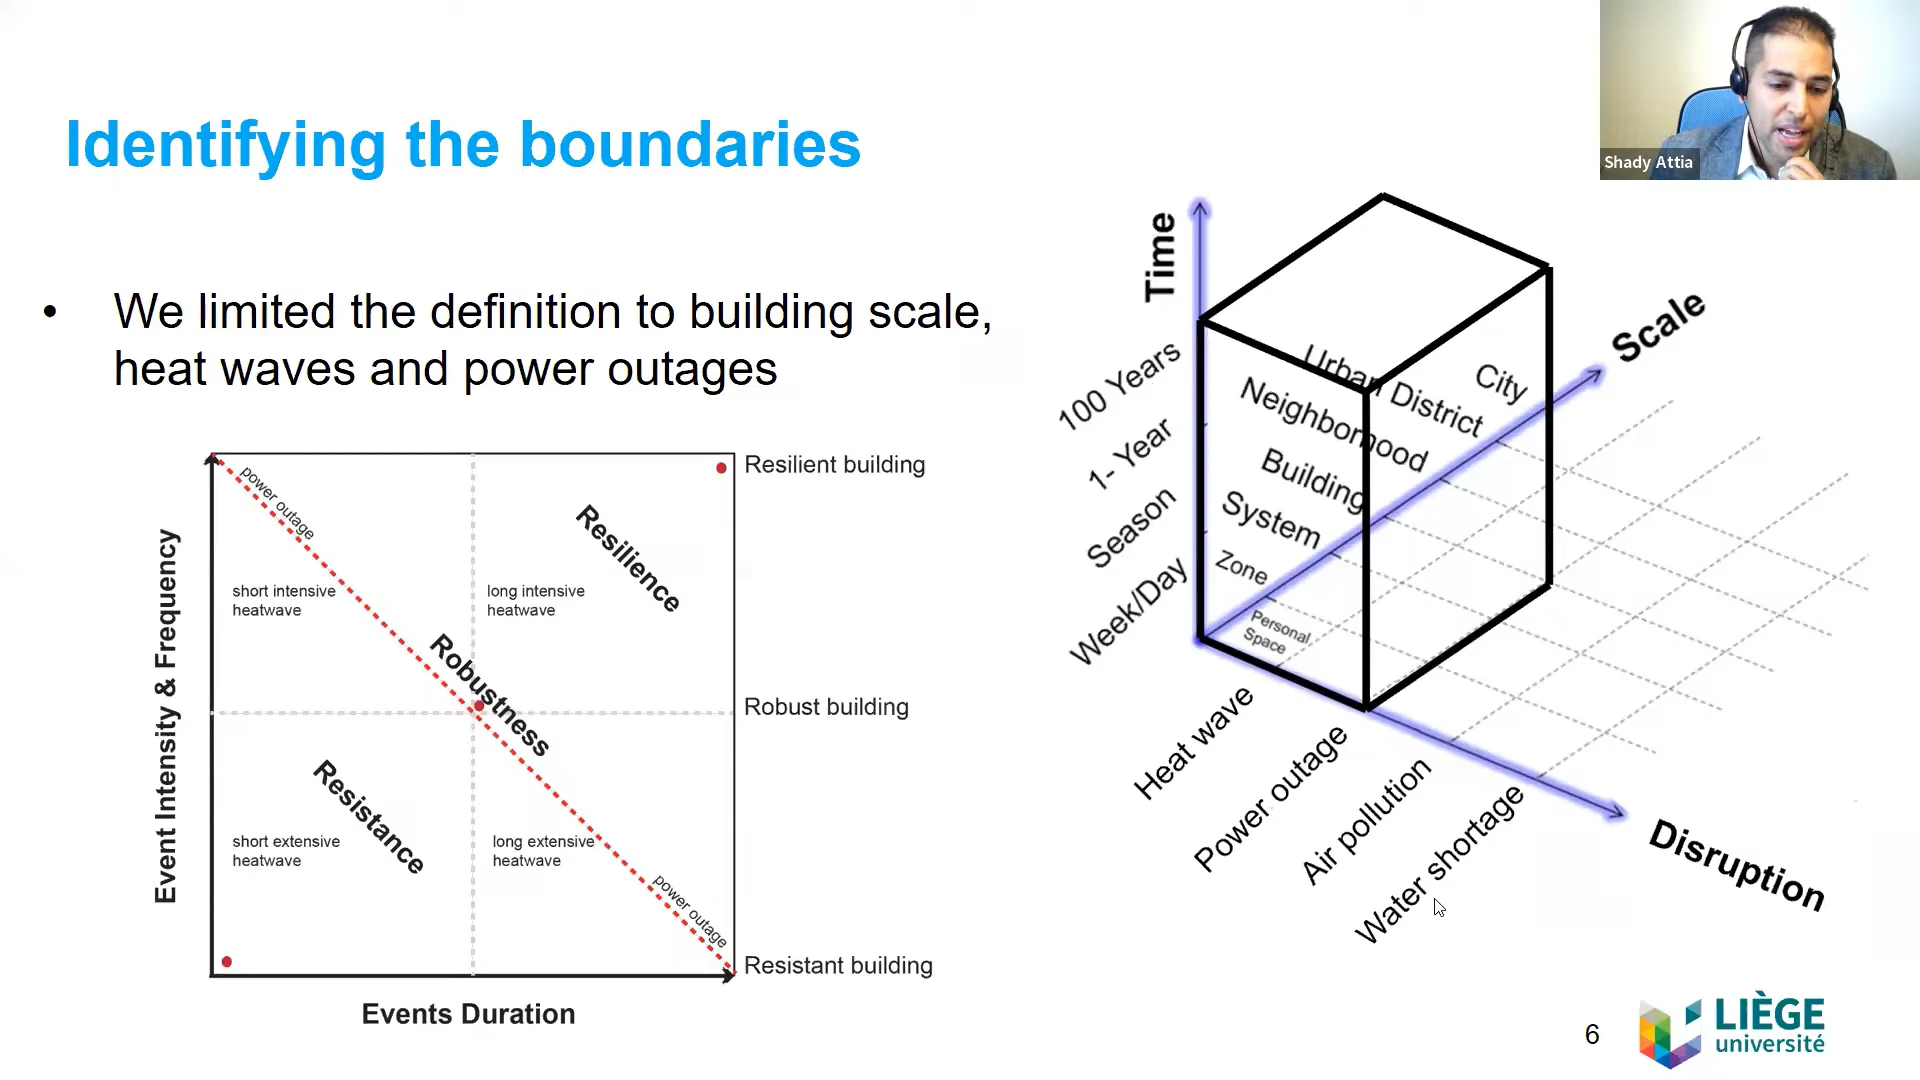 Shady Attia
Identifying the boundaries
• We limited the definition to building scale,
heat waves and power outages
Event Intensity & Frequency
Events Duration
power outage
short intensive
heatwave
long intensive
heatwave
Resilience
Robustness
Resistance
short extensive
heatwave
long extensive
heatwave
power outage
Resilient building
Robust building
Resistant building
Time
100 Years
1- Year
Season
Week/Day
Scale
City
Urban District
Neighborhood
Building
System
Zone
Personal
Space
Heat wave
Power outage
Air pollution
Water shortage
Disruption
6
LIÈGE
université